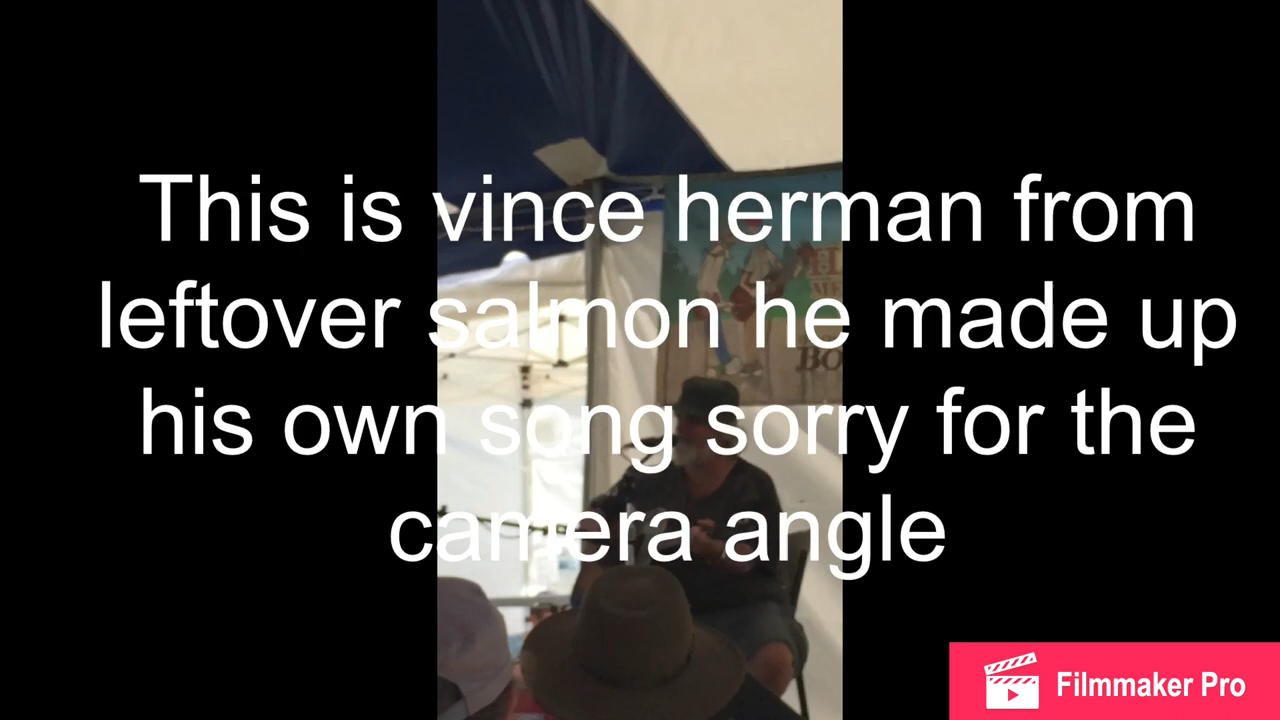 This is vince herman from
leftover salmon he made up
his own song sorry for the
camera angle
Filmmaker Pro